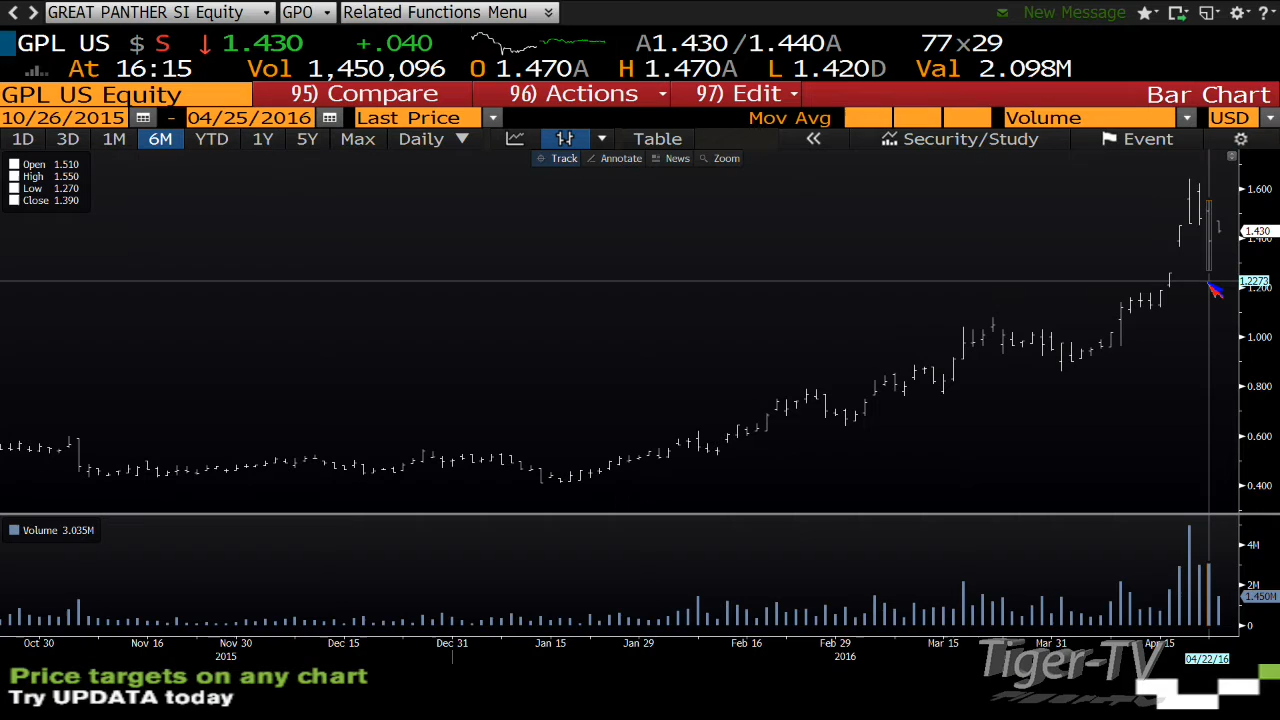 GREAT PANTHER SI Equity GPO Related Functions Menu New Message ?
GPL US $ S ↓ 1.430 +.040 A1.430 /1.440A 77x29
At 16:15 Vol 1,450,096 O 1.470A H 1.470A L 1.420D Val 2.098M
GPL US Equity 95) Compare 96) Actions 97) Edit Bar Chart
10/26/2015 - 04/25/2016 Last Price Mov Avg Volume USD
1D 3D 1M 6M YTD 1Y 5Y Max Daily Table Security/Study Event
Track Annotate News Zoom
Open 1.510
High 1.550
Low 1.270
Close 1.390
1.600
1.430
1.400
1.2273
1.200
1.000
0.800
0.600
0.400
Volume 3.035M
4M
2M
1.450M
0
Oct 30 Nov 16 Nov 30 Dec 15 Dec 31 Jan 15 Jan 29 Feb 16 Feb 29 Mar 15 Mar 31 Apr 15
2015 2016 04/22/16
Tiger-TV
Price targets on any chart
Try UPDATA today